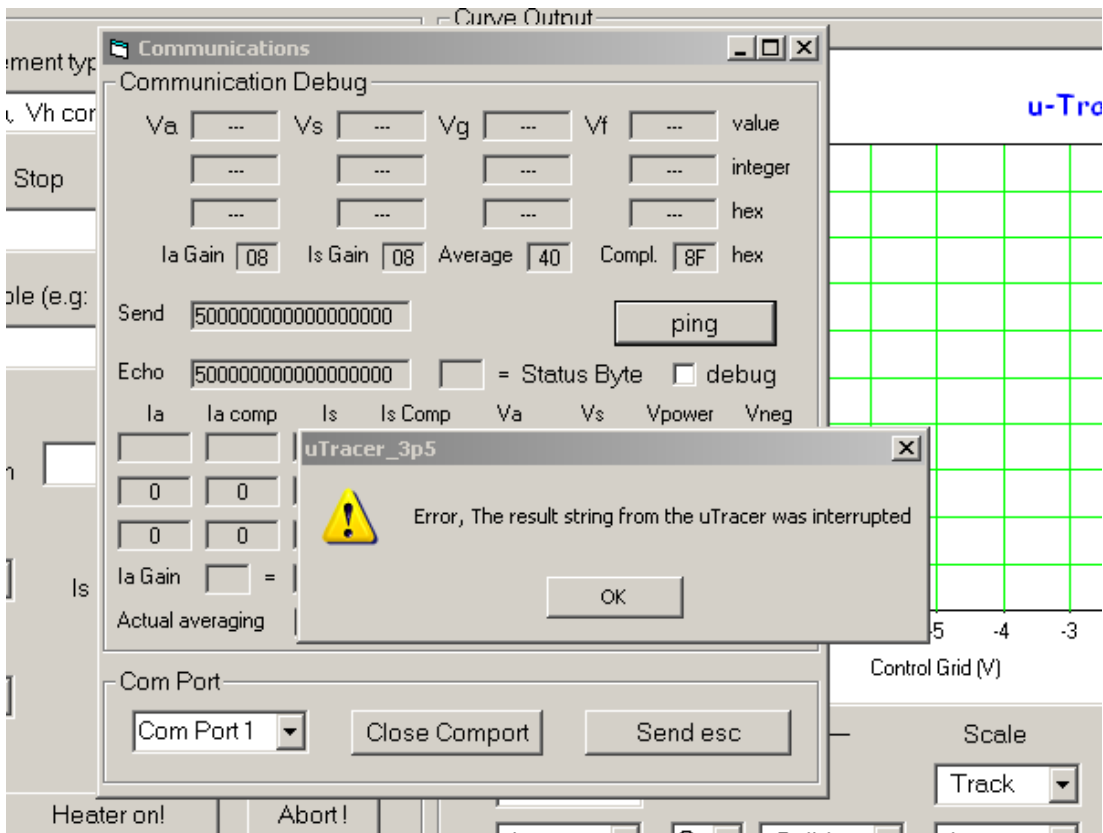 Curve Output
Communications
ement typ
Communication Debug
Va --- Vs --- Vg --- Vf --- value
, Vh cor
u-Tra
--- --- --- --- integer
Stop
--- --- --- --- hex
Ia Gain 08 Is Gain 08 Average 40 Compl. 8F hex
ple (e.g:
Send 500000000000000000 ping
Echo 500000000000000000 = Status Byte debug
Ia Ia comp Is Is Comp Va Vs Vpower Vneg
uTracer_3p5
0 0
Error, The result string from the uTracer was interrupted
0 0
Ia Gain =
Is
OK
Actual averaging
-5 -4 -3
Control Grid (V)
Com Port
Com Port 1 Close Comport Send esc
Scale
Track
Heater on! Abort!